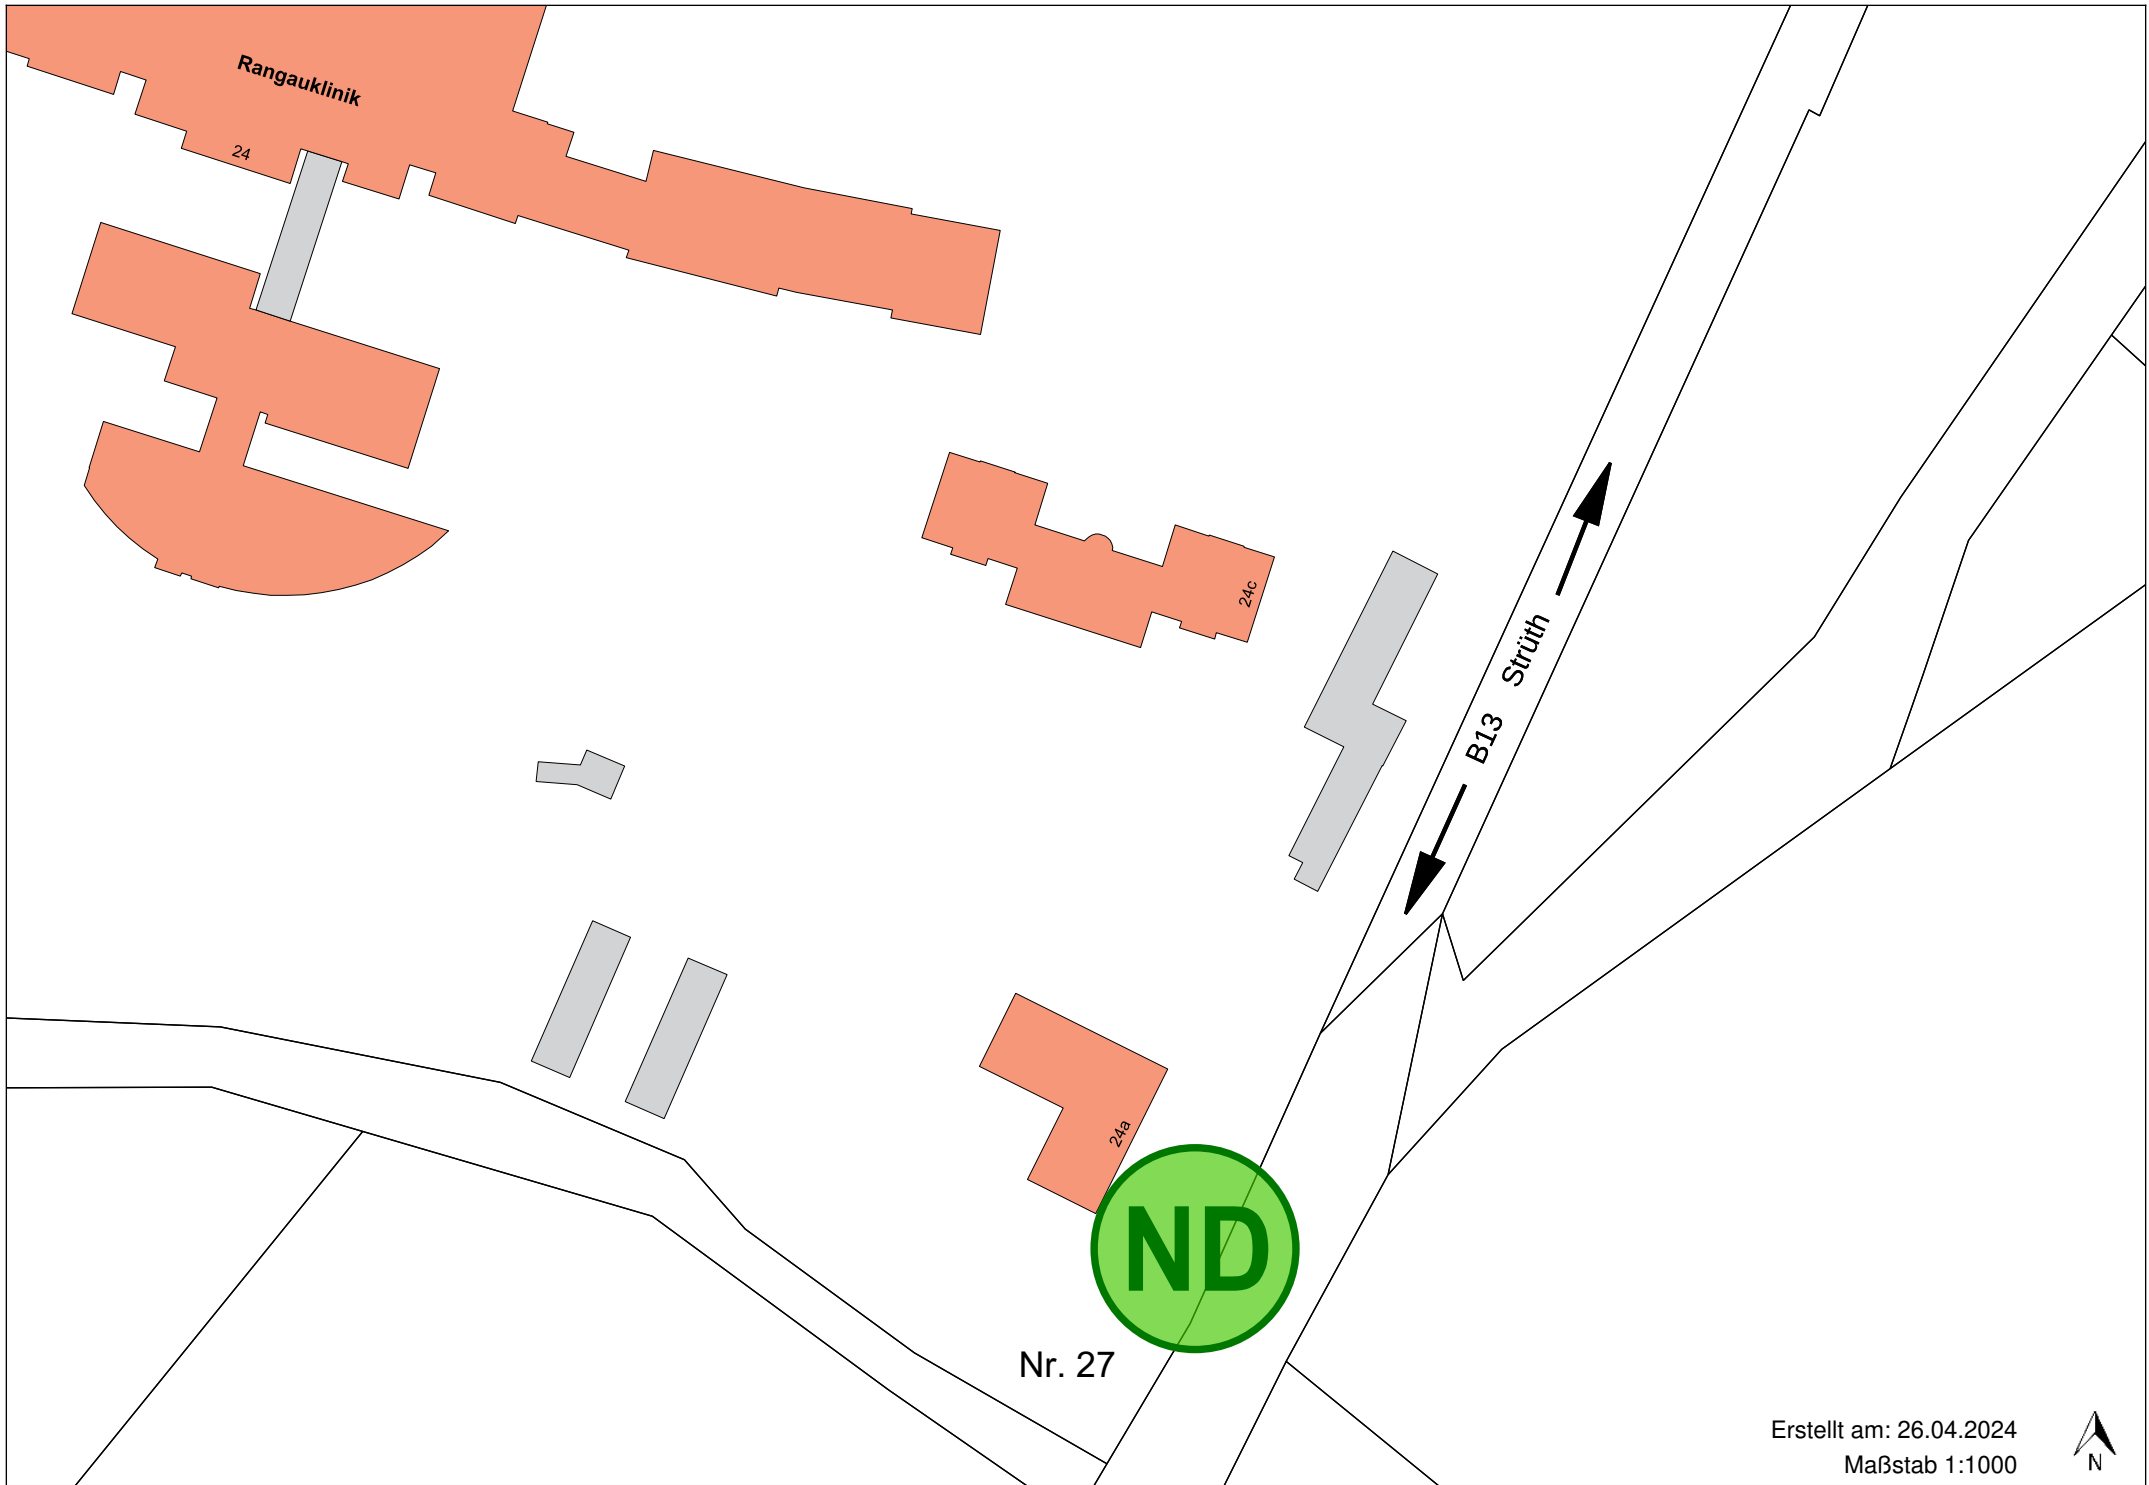 Rangauklinik
24
24c
B13 Strüth
24a
ND
Nr. 27
Erstellt am: 26.04.2024
Maßstab 1:1000
N